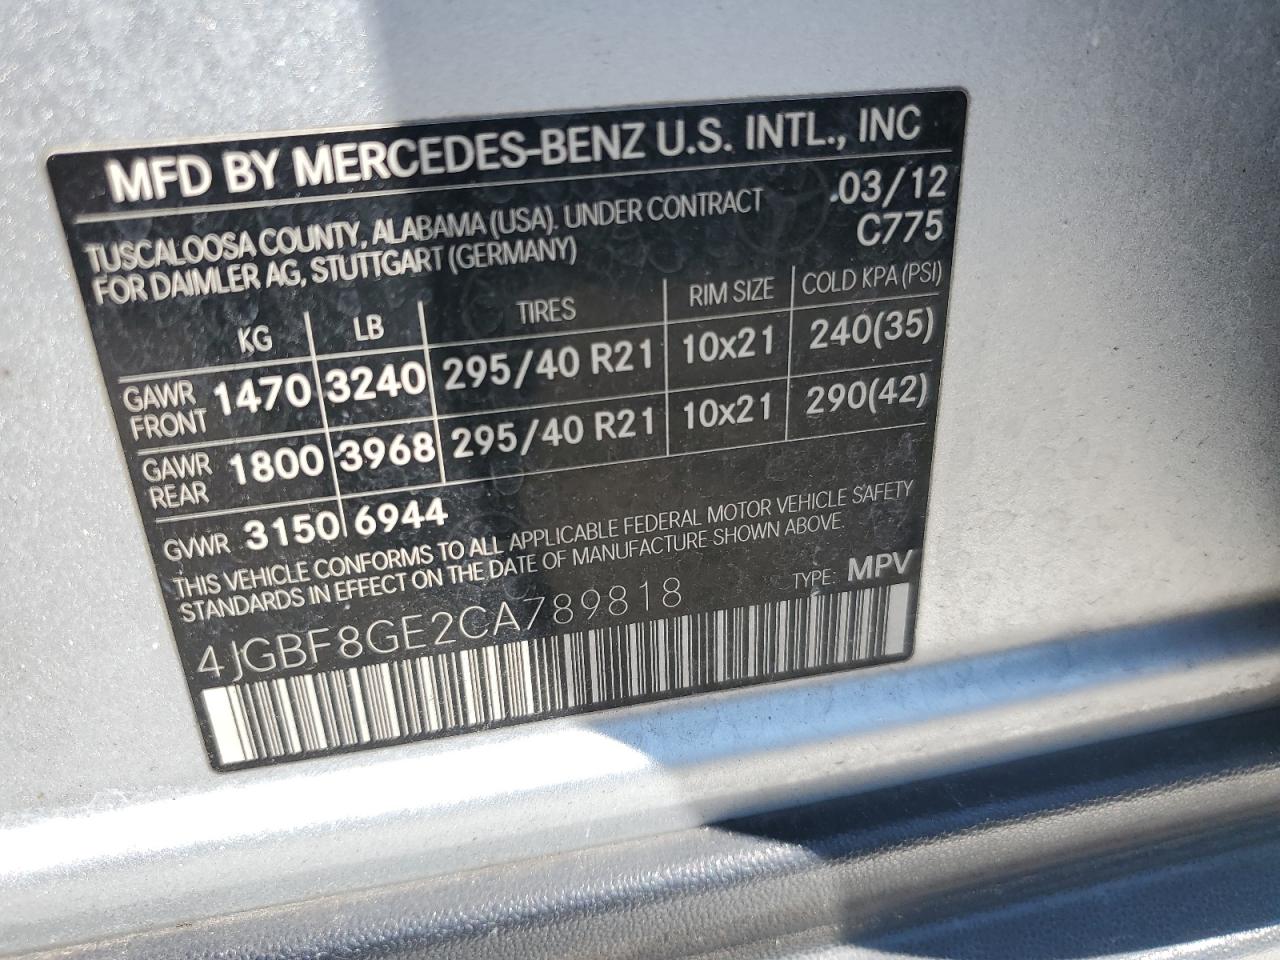 MFD BY MERCEDES-BENZ U.S. INTL., INC
TUSCALOOSA COUNTY, ALABAMA (USA). UNDER CONTRACT
FOR DAIMLER AG, STUTTGART (GERMANY)
03/12
C775
KG LB TIRES RIM SIZE COLD KPA (PSI)
GAWR FRONT 1470 3240 295/40 R21 10x21 240(35)
GAWR REAR 1800 3968 295/40 R21 10x21 290(42)
GVWR 3150 6944
THIS VEHICLE CONFORMS TO ALL APPLICABLE FEDERAL MOTOR VEHICLE SAFETY
STANDARDS IN EFFECT ON THE DATE OF MANUFACTURE SHOWN ABOVE.
4JGBF8GE2CA789818 TYPE: MPV